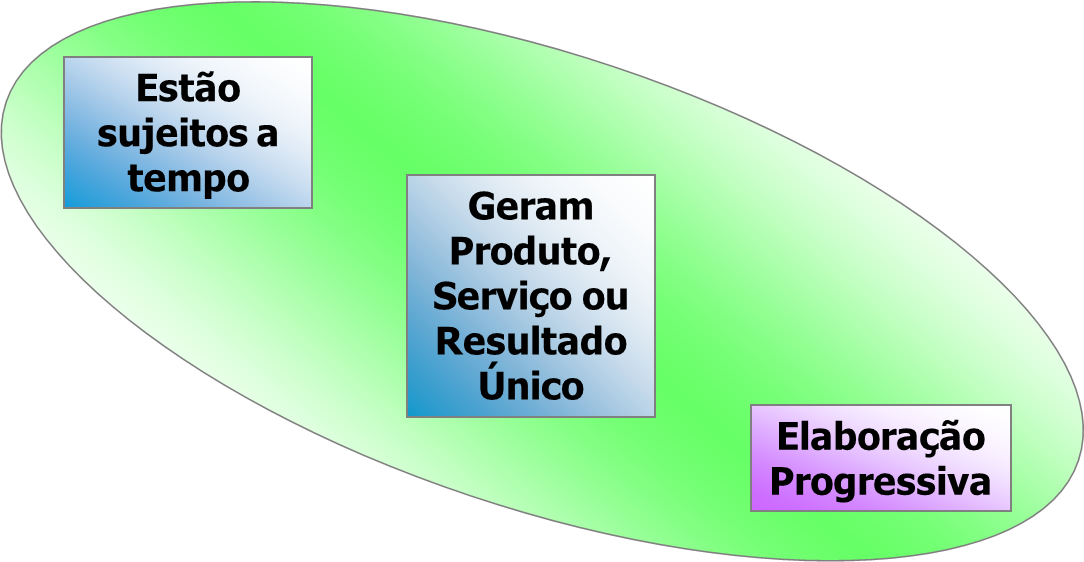 Estão
sujeitos a
tempo
Geram
Produto,
Serviço ou
Resultado
Único
Elaboração
Progressiva